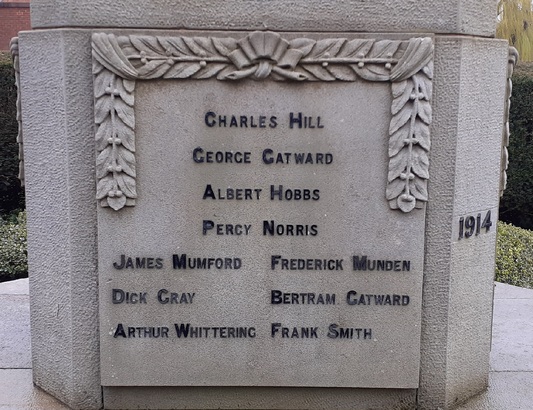 CHARLES HILL
GEORGE GATWARD
ALBERT HOBBS
PERCY NORRIS
JAMES MUMFORD FREDERICK MUNDEN
DICK GRAY BERTRAM GATWARD
ARTHUR WHITTERING FRANK SMITH
1914